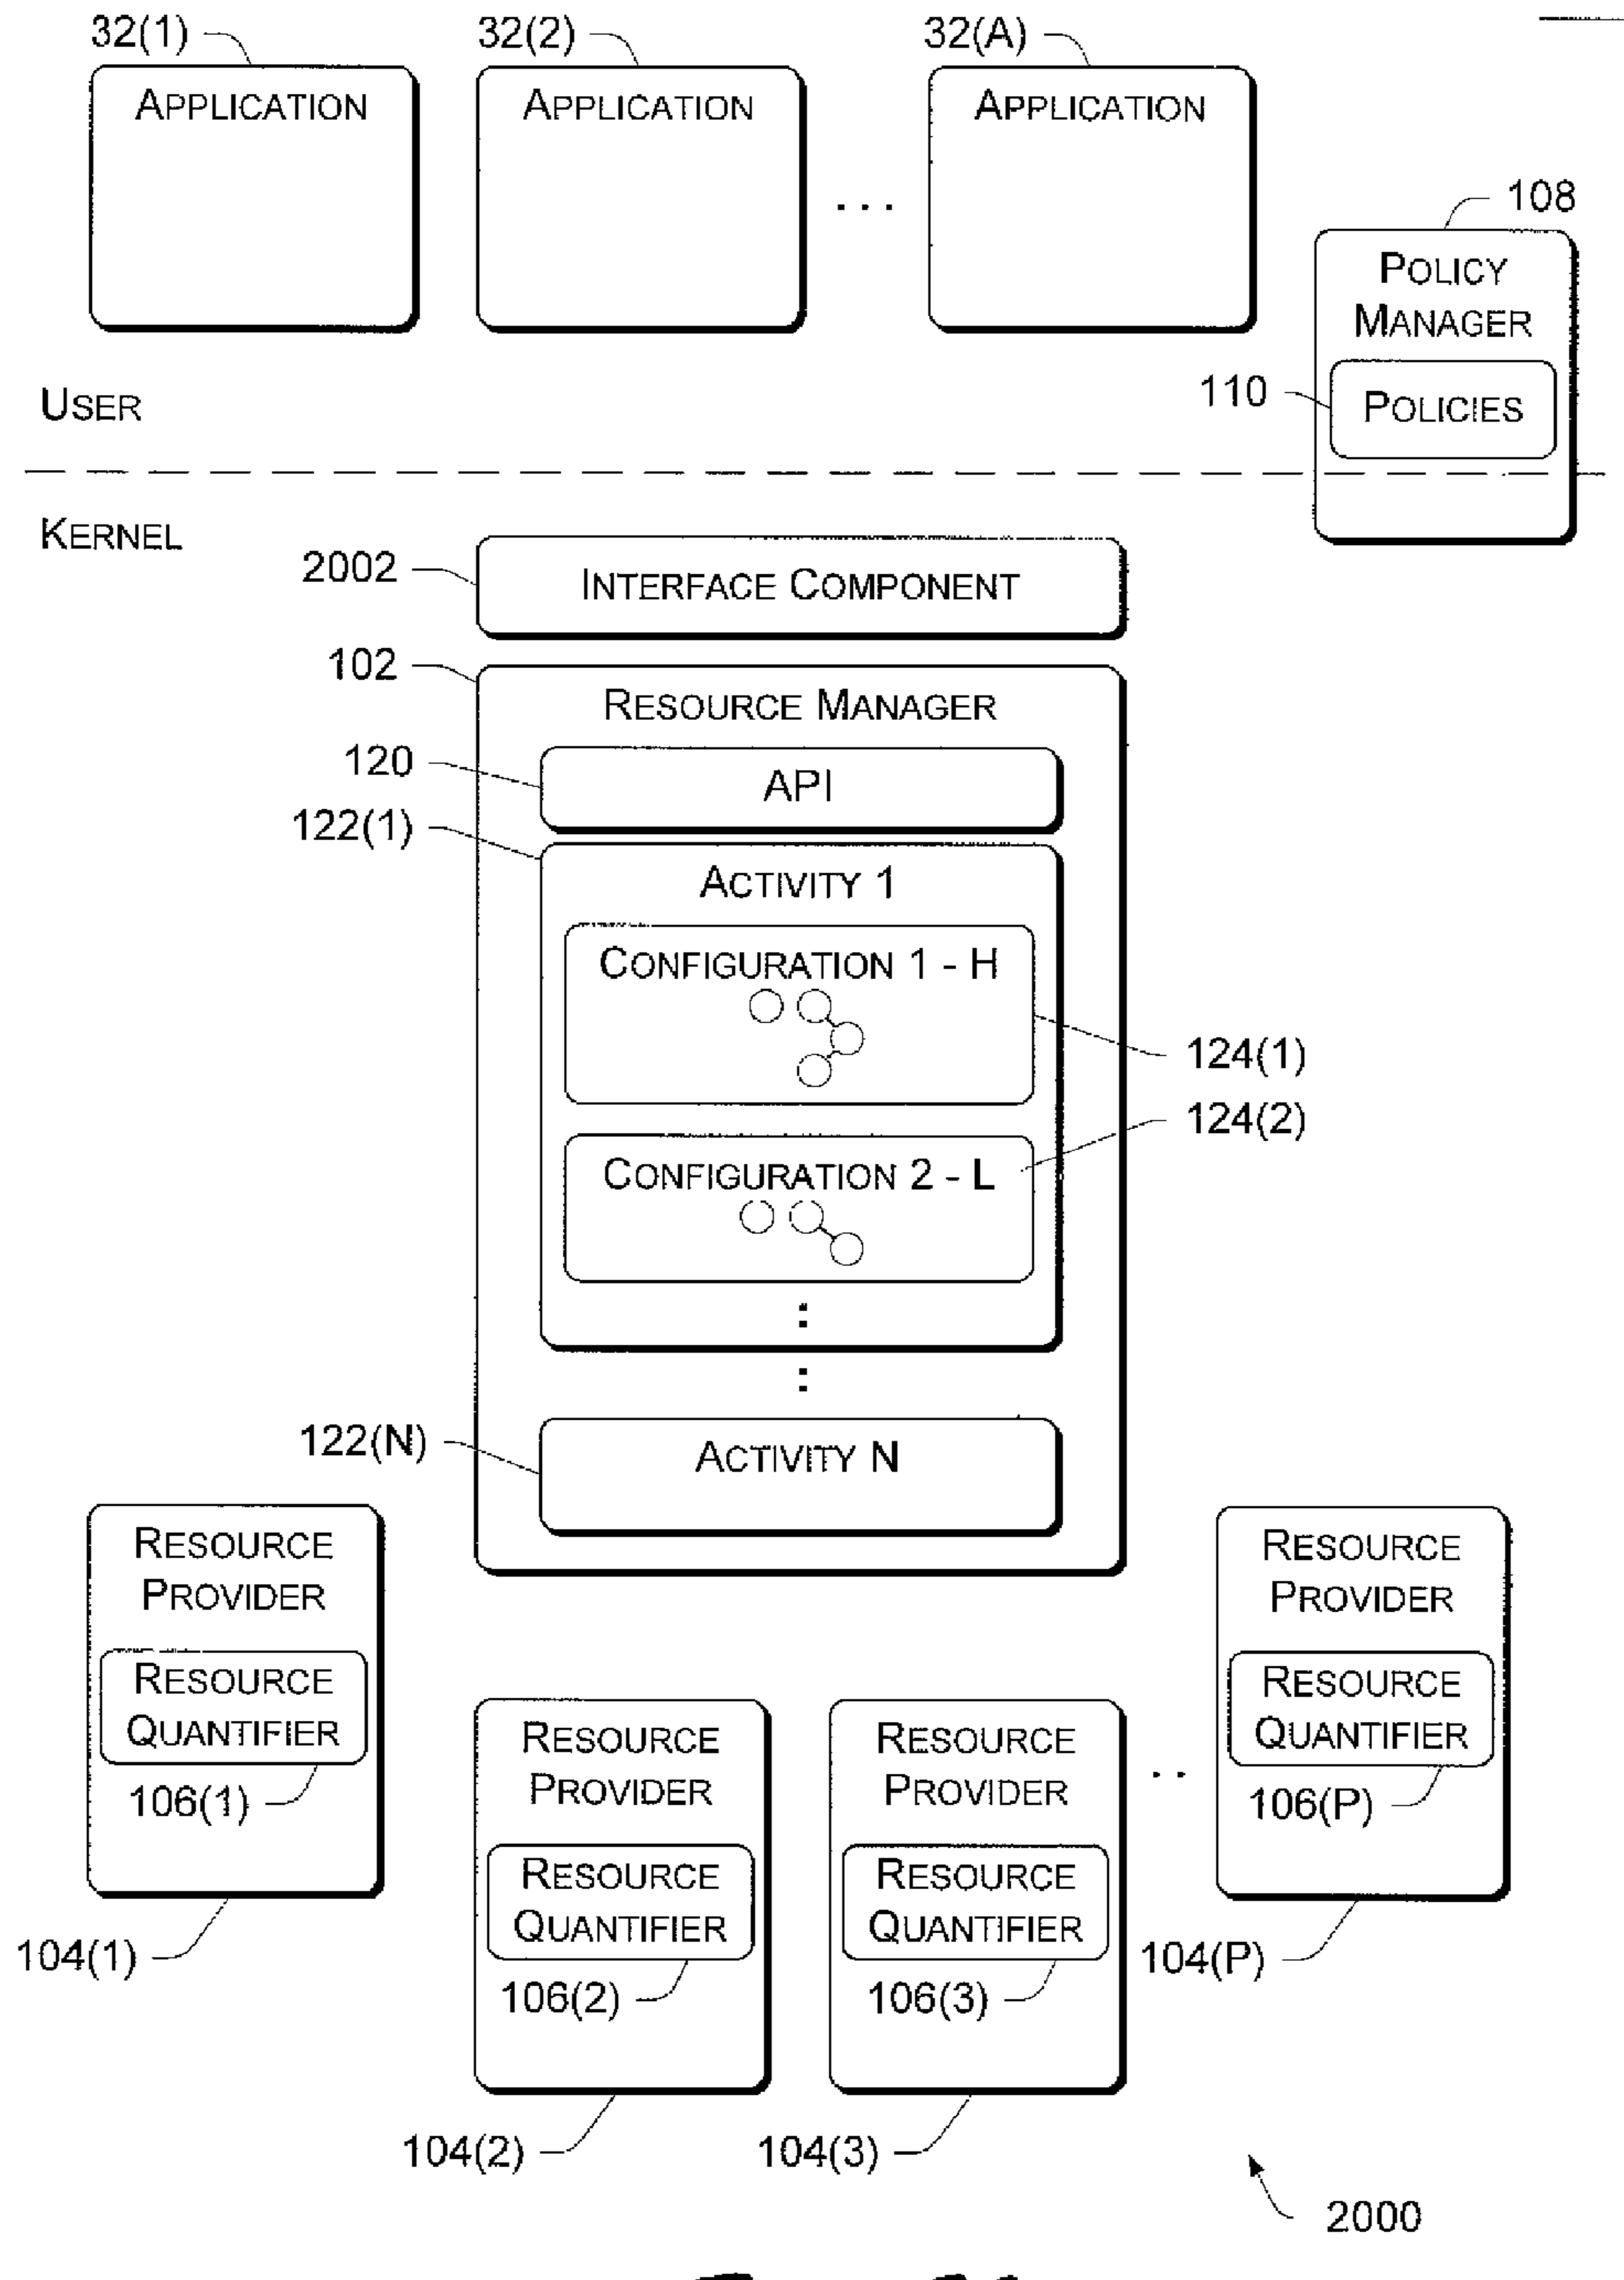 32(1)
32(2)
32(A)
APPLICATION
APPLICATION
APPLICATION
...
108
POLICY
MANAGER
110
POLICIES
USER
KERNEL
2002
INTERFACE COMPONENT
102
RESOURCE MANAGER
120
API
122(1)
ACTIVITY 1
CONFIGURATION 1 - H
124(1)
124(2)
CONFIGURATION 2 - L
122(N)
ACTIVITY N
RESOURCE
PROVIDER
RESOURCE
QUANTIFIER
106(1)
104(1)
RESOURCE
PROVIDER
RESOURCE
QUANTIFIER
106(2)
104(2)
RESOURCE
PROVIDER
RESOURCE
QUANTIFIER
106(3)
104(3)
RESOURCE
PROVIDER
RESOURCE
QUANTIFIER
106(P)
104(P)
2000